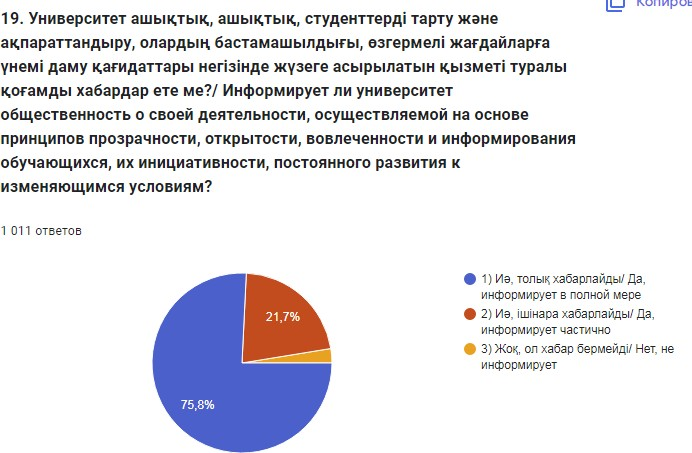 Копиров
19. Университет ашықтық, ашықтық, студенттерді тарту және
ақпараттандыру, олардың бастамашылдығы, өзгермелі жағдайларға
үнемі даму қағидаттары негізінде жүзеге асырылатын қызметі туралы
қоғамды хабардар ете ме?/ Информирует ли университет
общественность о своей деятельности, осуществляемой на основе
принципов прозрачности, открытости, вовлеченности и информирования
обучающихся, их инициативности, постоянного развития к
изменяющимся условиям?
1 011 ответов
1) Иә, толық хабарлайды/ Да,
информирует в полной мере
2) Иә, ішінара хабарлайды/ Да,
информирует частично
3) Жоқ, ол хабар бермейді/ Нет, не
информирует
21,7%
75,8%